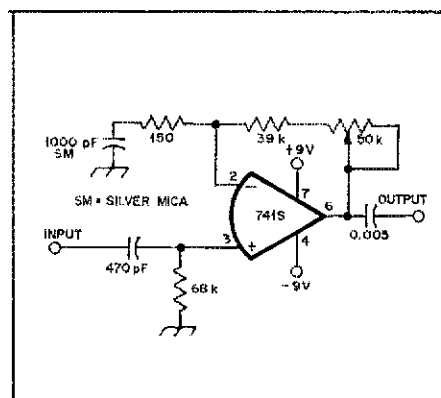 1000 pF
SM
150
39 k
50k
+9V
2
−
7
SM = SILVER MICA
741S
6
OUTPUT
INPUT
3
+
4
0.005
470 pF
68 k
-9V